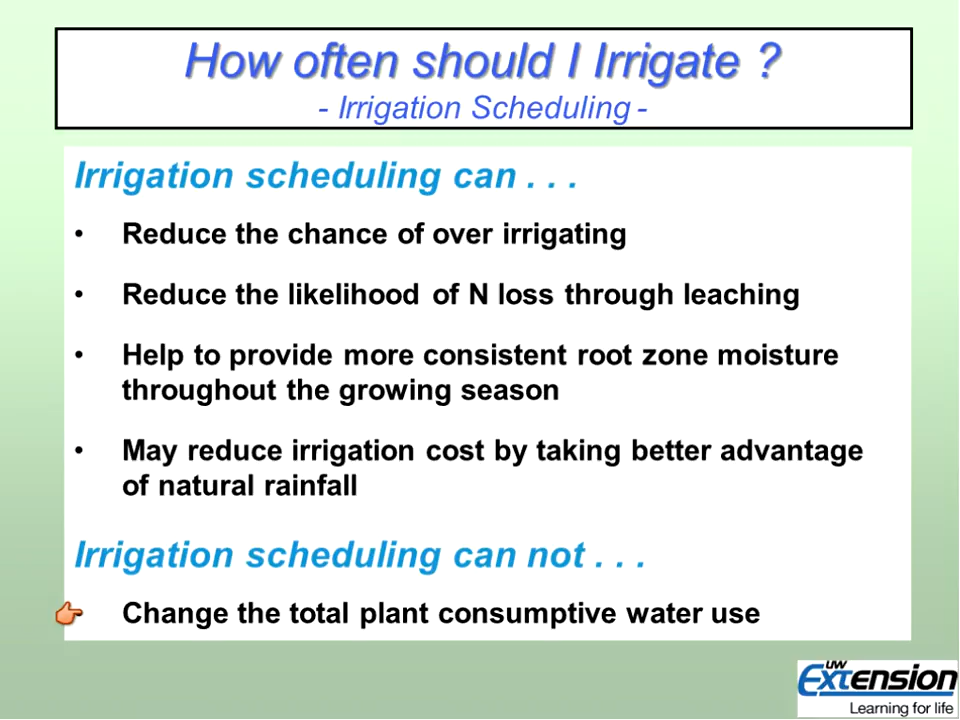 How often should I Irrigate ?
- Irrigation Scheduling -
Irrigation scheduling can . . .
• Reduce the chance of over irrigating
• Reduce the likelihood of N loss through leaching
• Help to provide more consistent root zone moisture
throughout the growing season
• May reduce irrigation cost by taking better advantage
of natural rainfall
Irrigation scheduling can not . . .
Change the total plant consumptive water use
UW
Extension
Learning for life